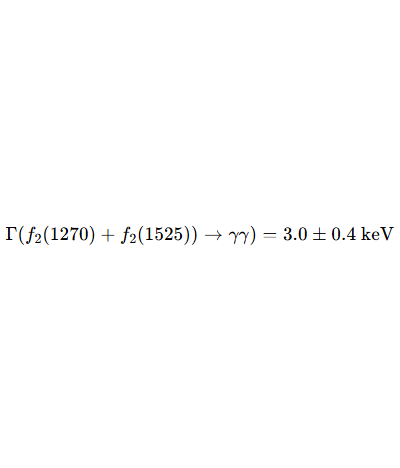 Γ(f₂(1270) + f₂(1525)) → γγ) = 3.0 ± 0.4 keV